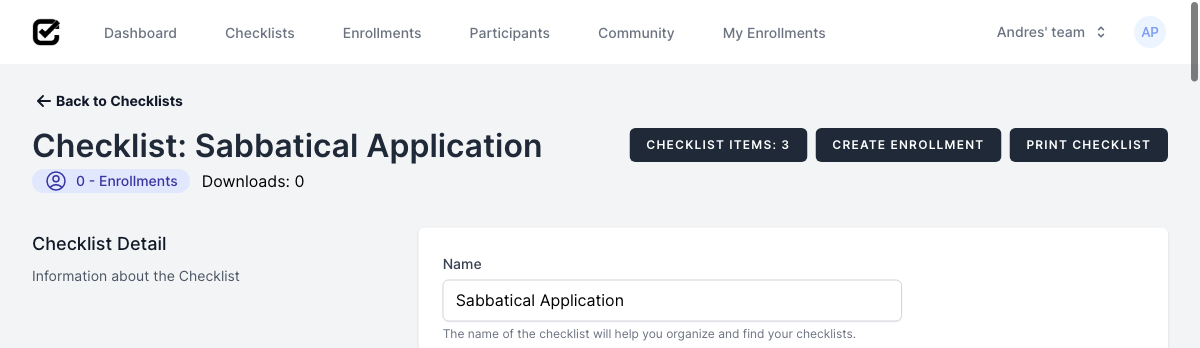 Dashboard Checklists Enrollments Participants Community My Enrollments Andres' team AP
Back to Checklists
Checklist: Sabbatical Application
CHECKLIST ITEMS: 3 CREATE ENROLLMENT PRINT CHECKLIST
0 - Enrollments Downloads: 0
Checklist Detail
Information about the Checklist
Name
Sabbatical Application
The name of the checklist will help you organize and find your checklists.